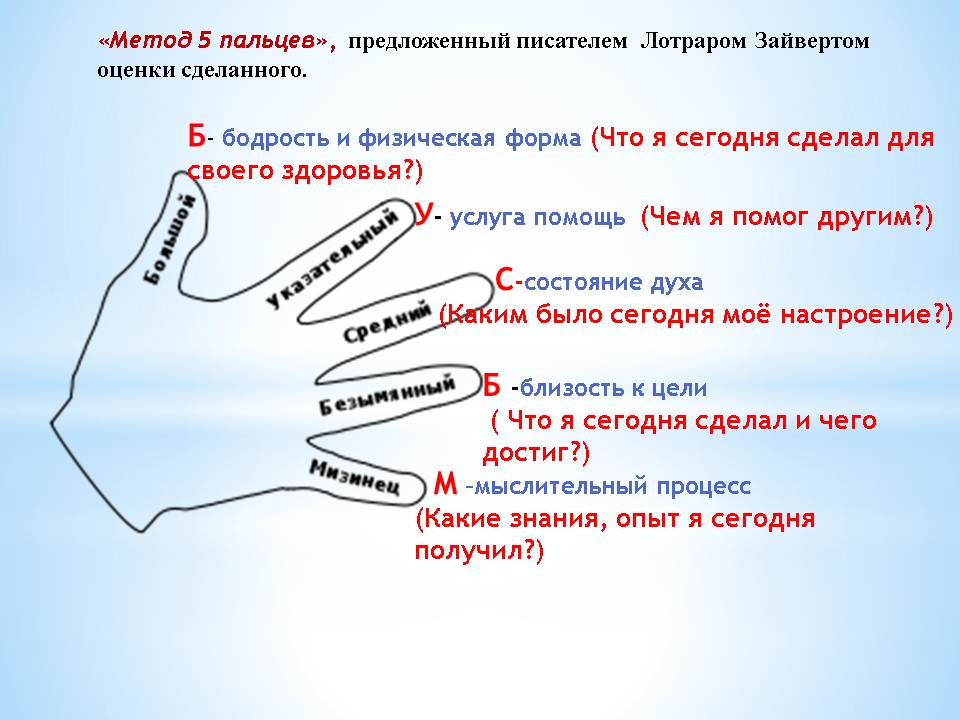 «Метод 5 пальцев», предложенный писателем Лотраром Зайвертом
оценки сделанного.
Б- бодрость и физическая форма (Что я сегодня сделал для
своего здоровья?)
Большой
У- услуга помощь (Чем я помог другим?)
Указательный
С-состояние духа
(Каким было сегодня моё настроение?)
Средний
Б -близость к цели
( Что я сегодня сделал и чего
достиг?)
Безымянный
М –мыслительный процесс
(Какие знания, опыт я сегодня
получил?)
Мизинец